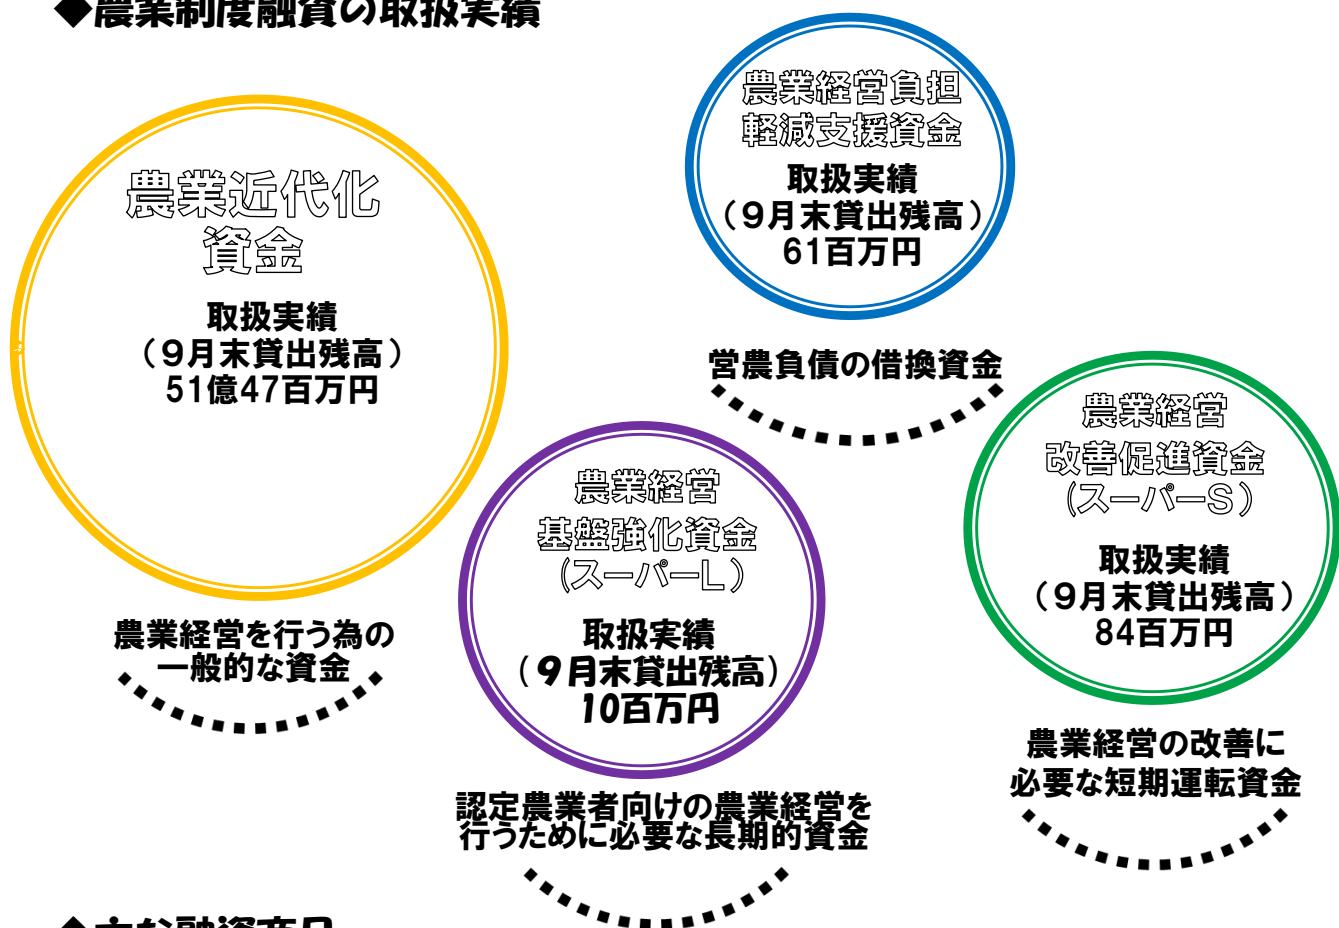 ◆農業制度融資の取扱実績
農業近代化
資金
取扱実績
（9月末貸出残高）
51億47百万円
農業経営を行う為の
一般的な資金
農業経営負担
軽減支援資金
取扱実績
（9月末貸出残高）
61百万円
営農負債の借換資金
農業経営
基盤強化資金
(スーパーL）
取扱実績
（9月末貸出残高）
10百万円
認定農業者向けの農業経営を
行うために必要な長期的資金
農業経営
改善促進資金
(スーパーS）
取扱実績
（9月末貸出残高）
84百万円
農業経営の改善に
必要な短期運転資金
◆主な融資商品